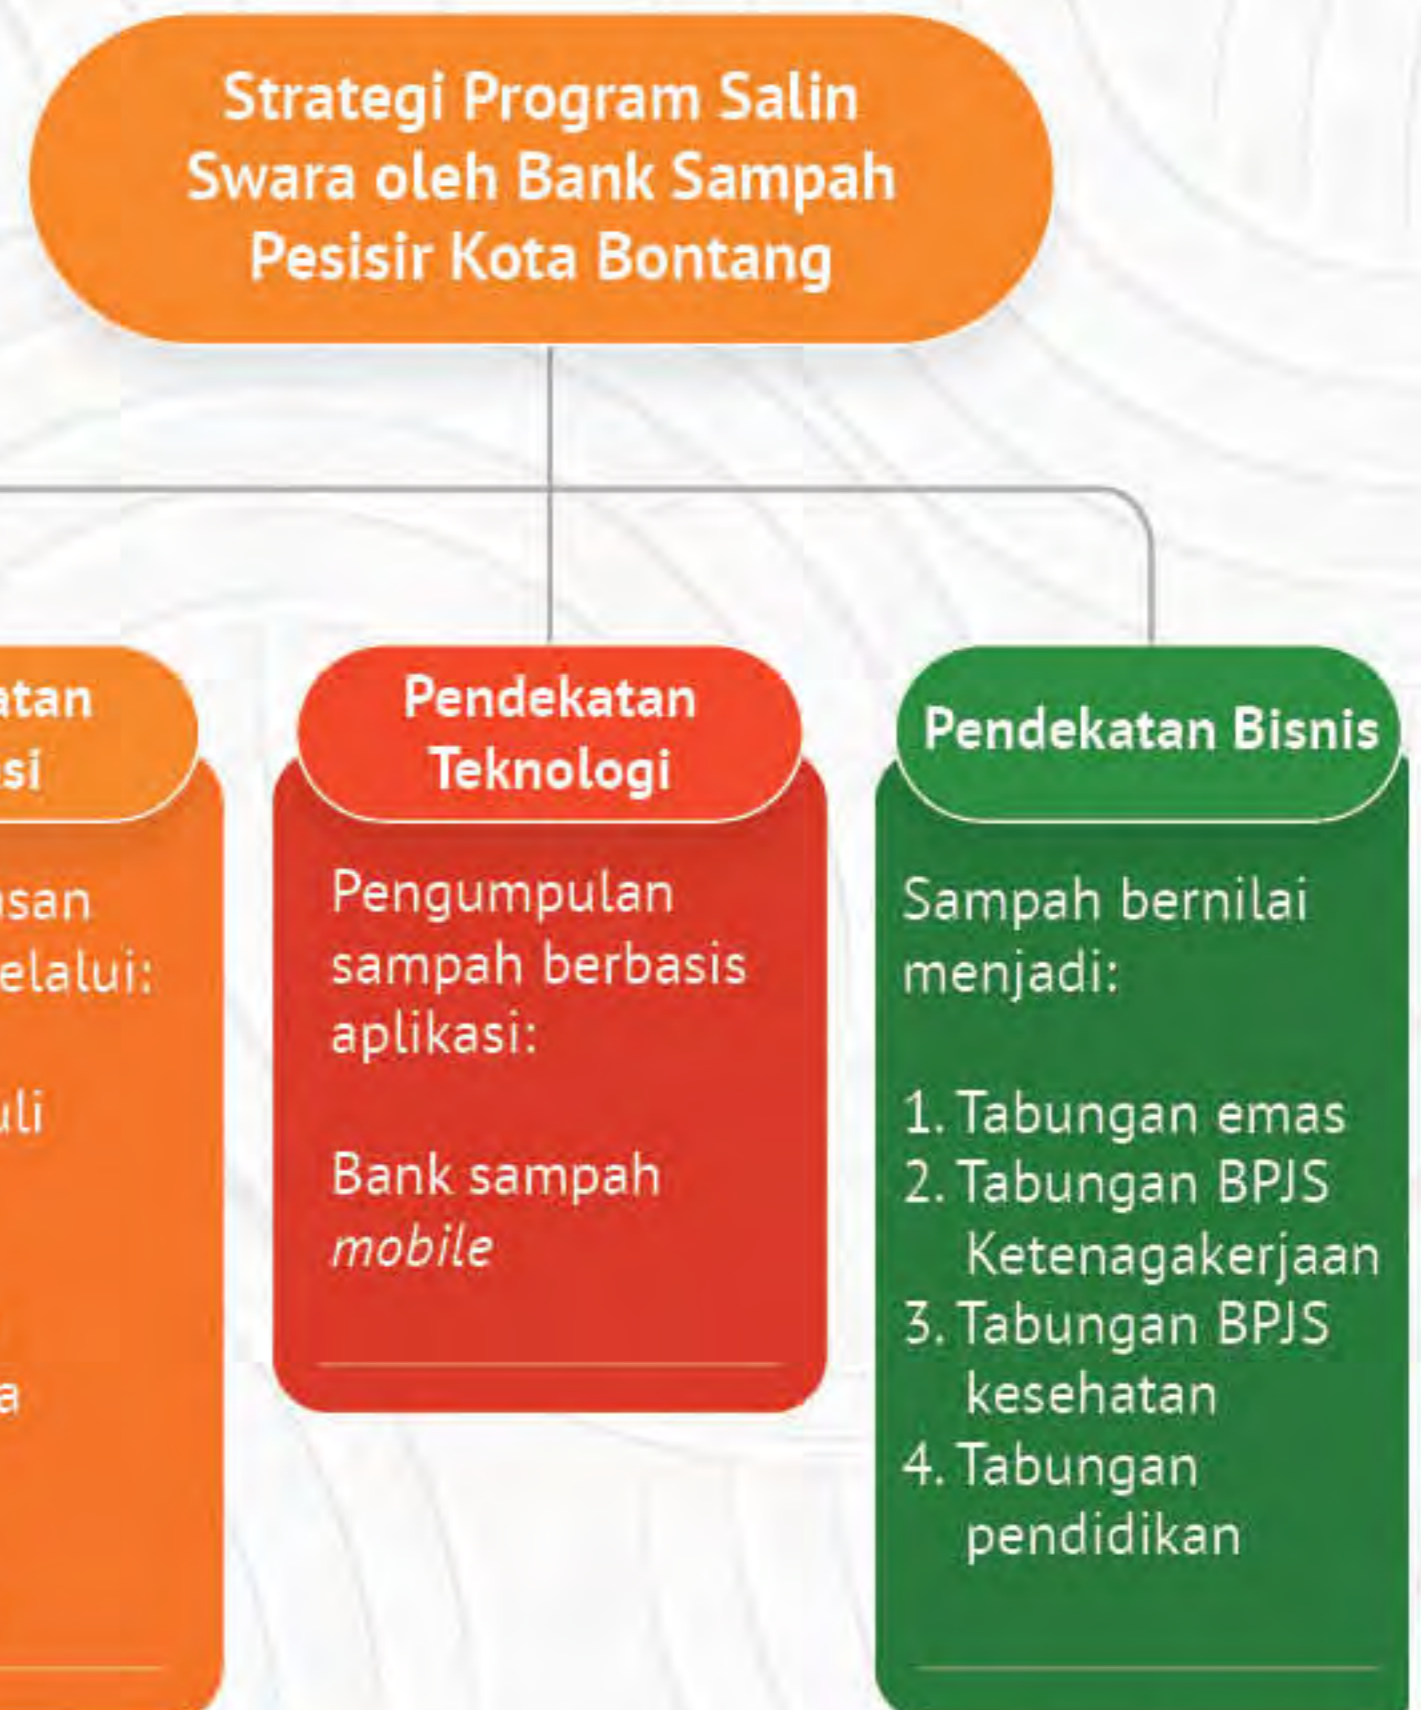 Strategi Program Salin
Swara oleh Bank Sampah
Pesisir Kota Bontang
Pendekatan
Teknologi
Pengumpulan
sampah berbasis
aplikasi:
Bank sampah
mobile
Pendekatan Bisnis
Sampah bernilai
menjadi:
1. Tabungan emas
2. Tabungan BPJS
Ketenagakerjaan
3. Tabungan BPJS
kesehatan
4. Tabungan
pendidikan